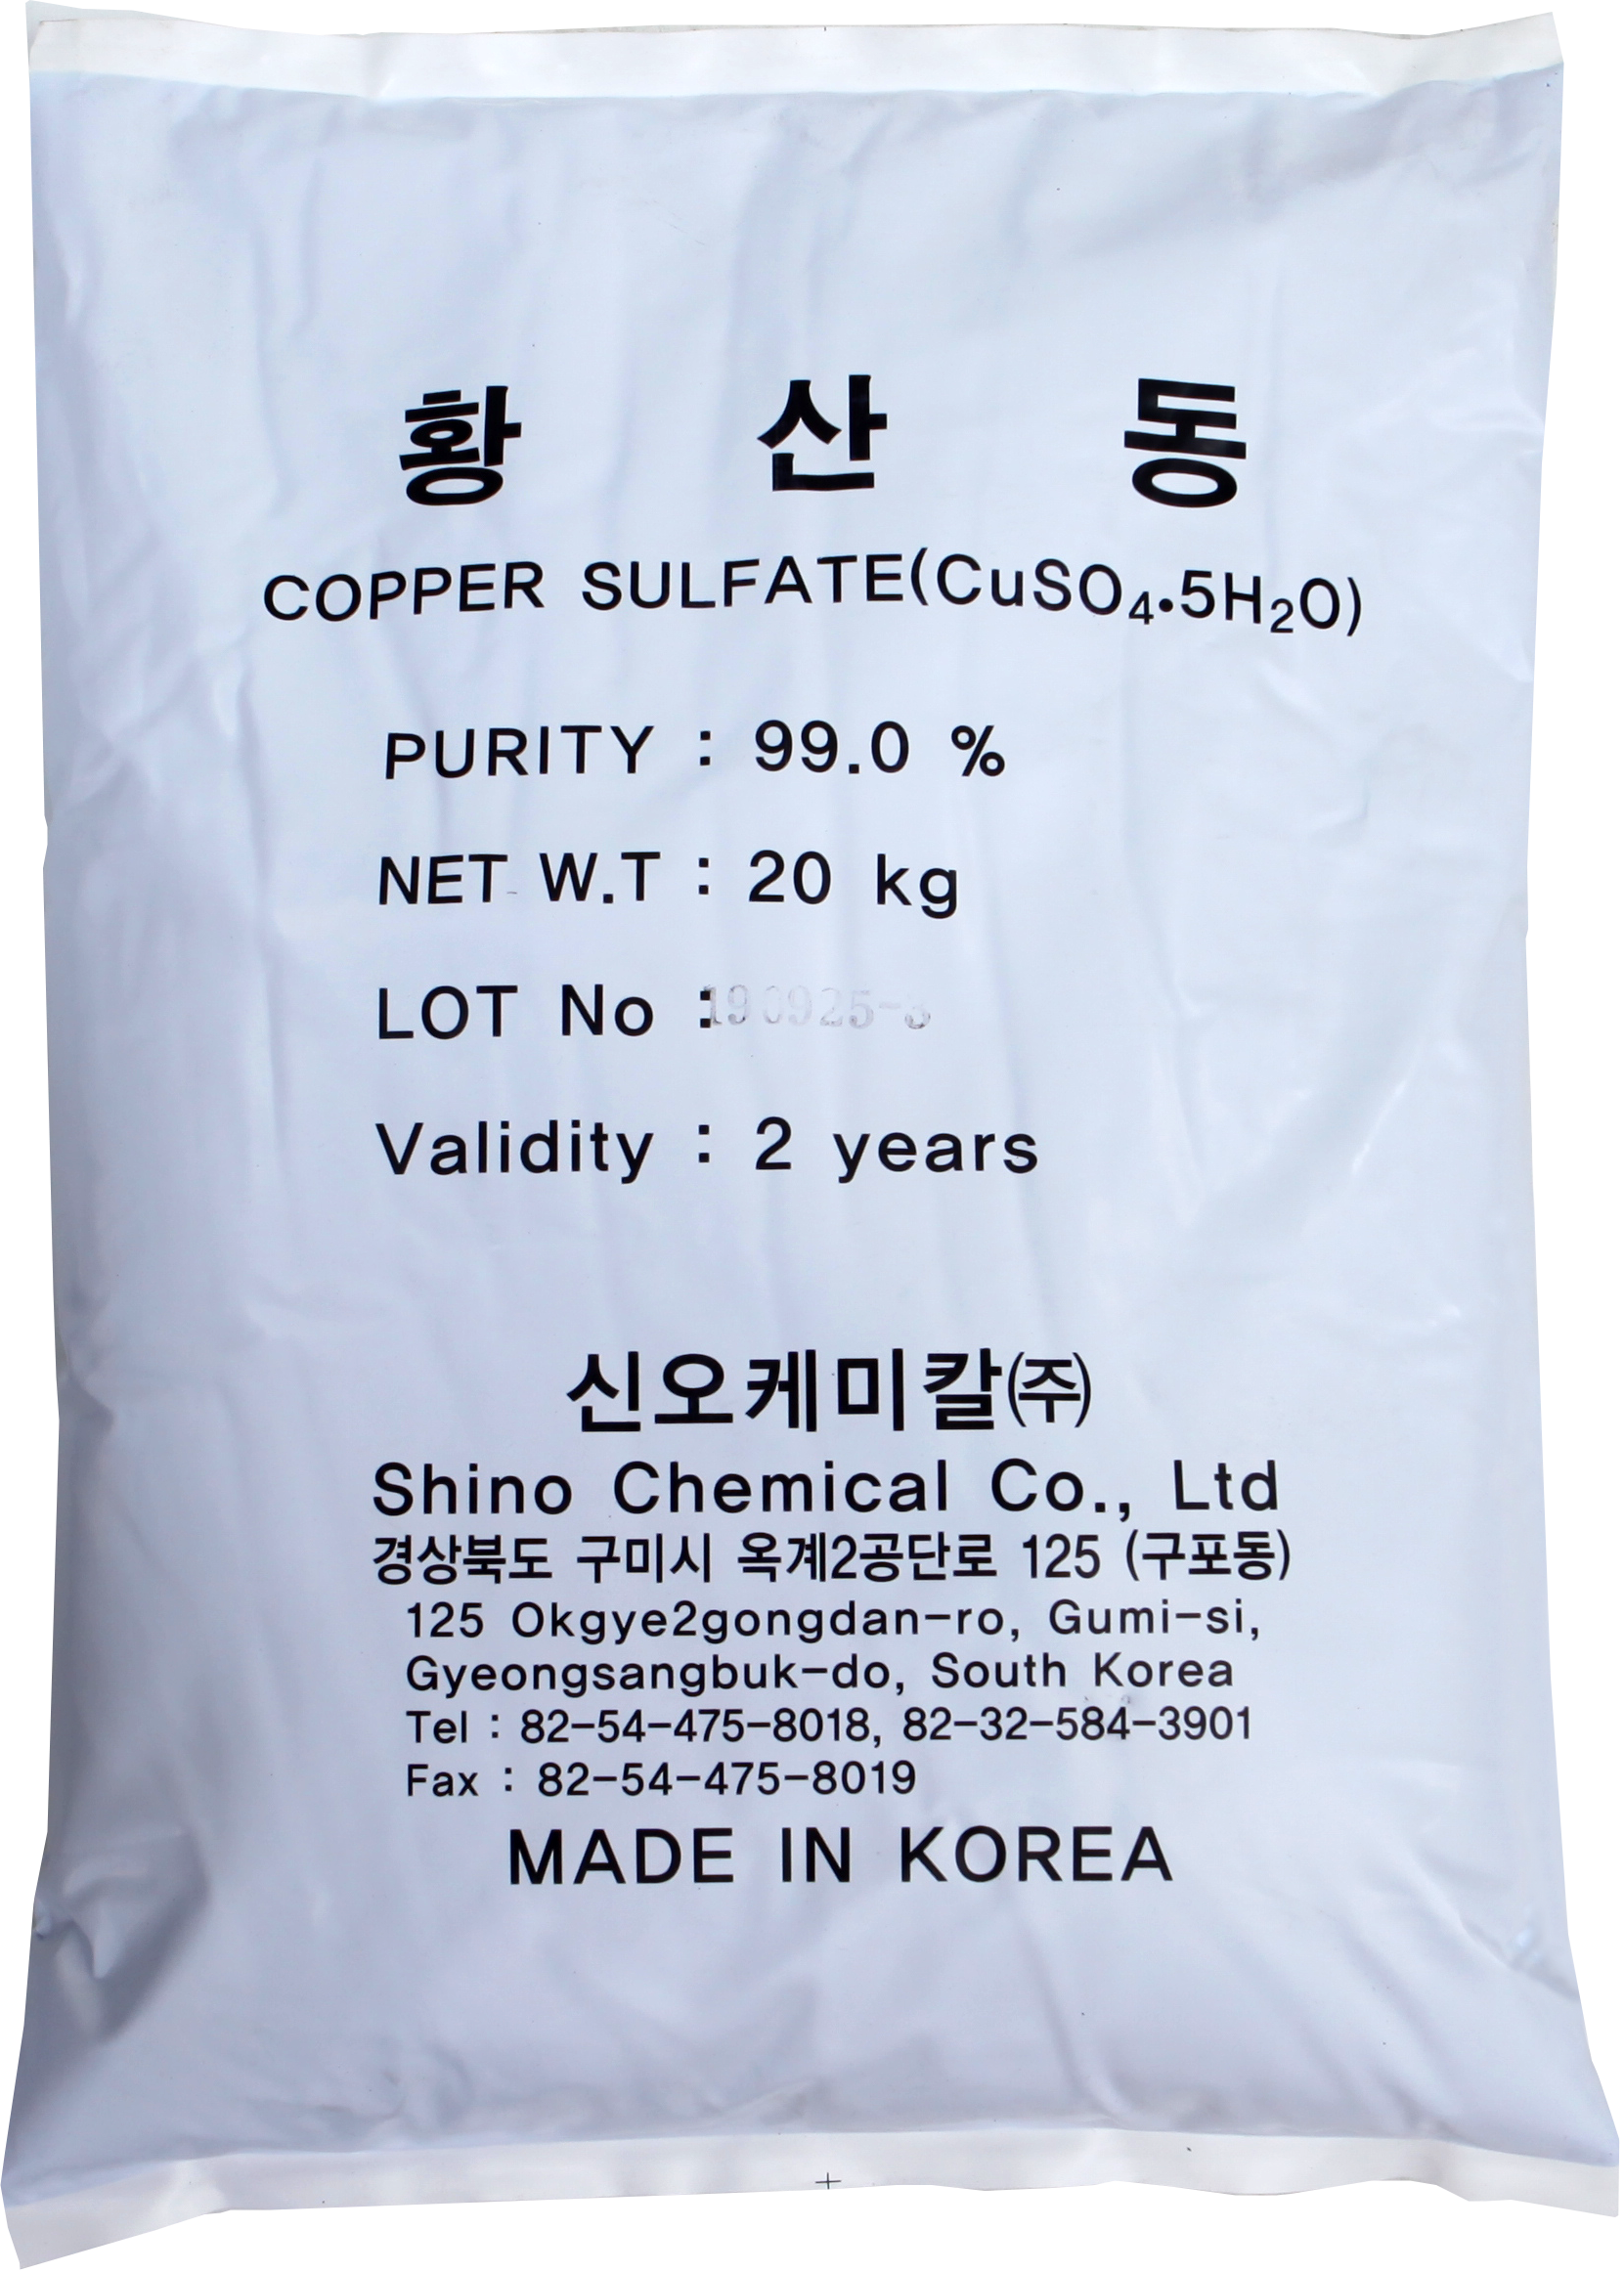 황 산 동
COPPER SULFATE(CuSO₄•5H₂O)
PURITY : 99.0 %
NET W.T : 20 kg
LOT No :
Validity : 2 years
신오케미칼㈜
Shino Chemical Co., Ltd
경상북도 구미시 옥계2공단로 125 (구포동)
125 Okgye2gongdan-ro, Gumi-si,
Gyeongsangbuk-do, South Korea
Tel : 82-54-475-8018, 82-32-584-3901
Fax : 82-54-475-8019
MADE IN KOREA